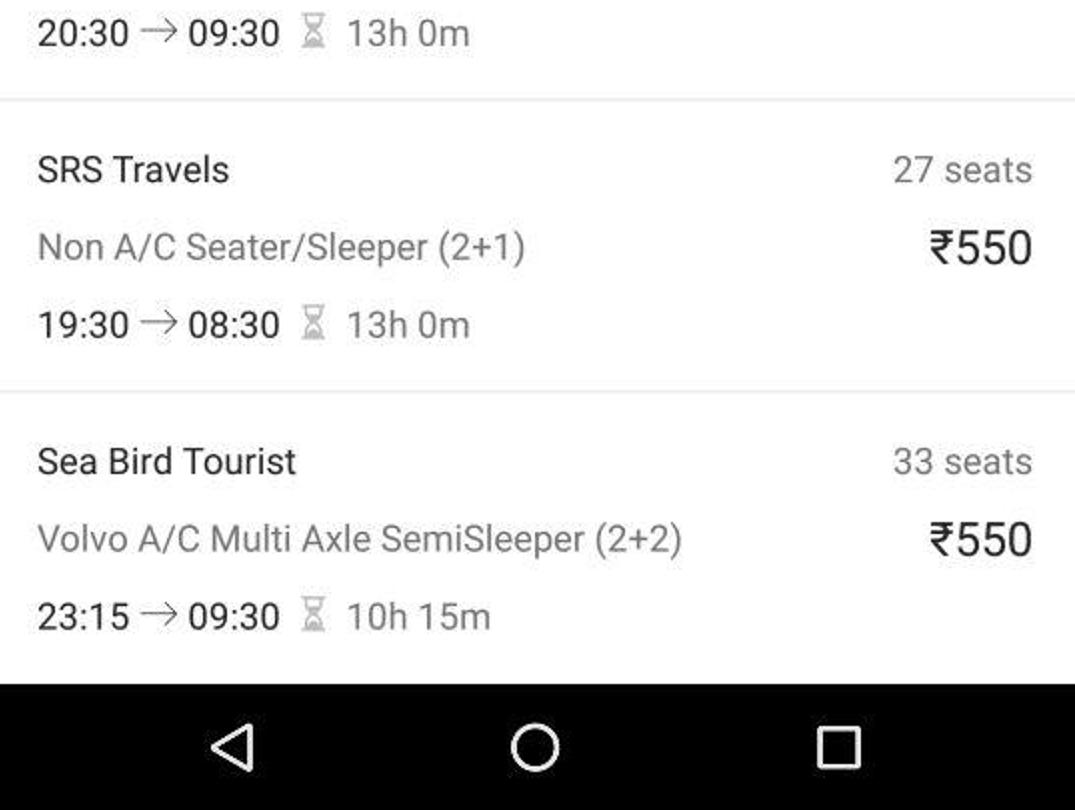 20:30 → 09:30 13h 0m
SRS Travels 27 seats
Non A/C Seater/Sleeper (2+1) ₹550
19:30 → 08:30 13h 0m
Sea Bird Tourist 33 seats
Volvo A/C Multi Axle SemiSleeper (2+2) ₹550
23:15 → 09:30 10h 15m